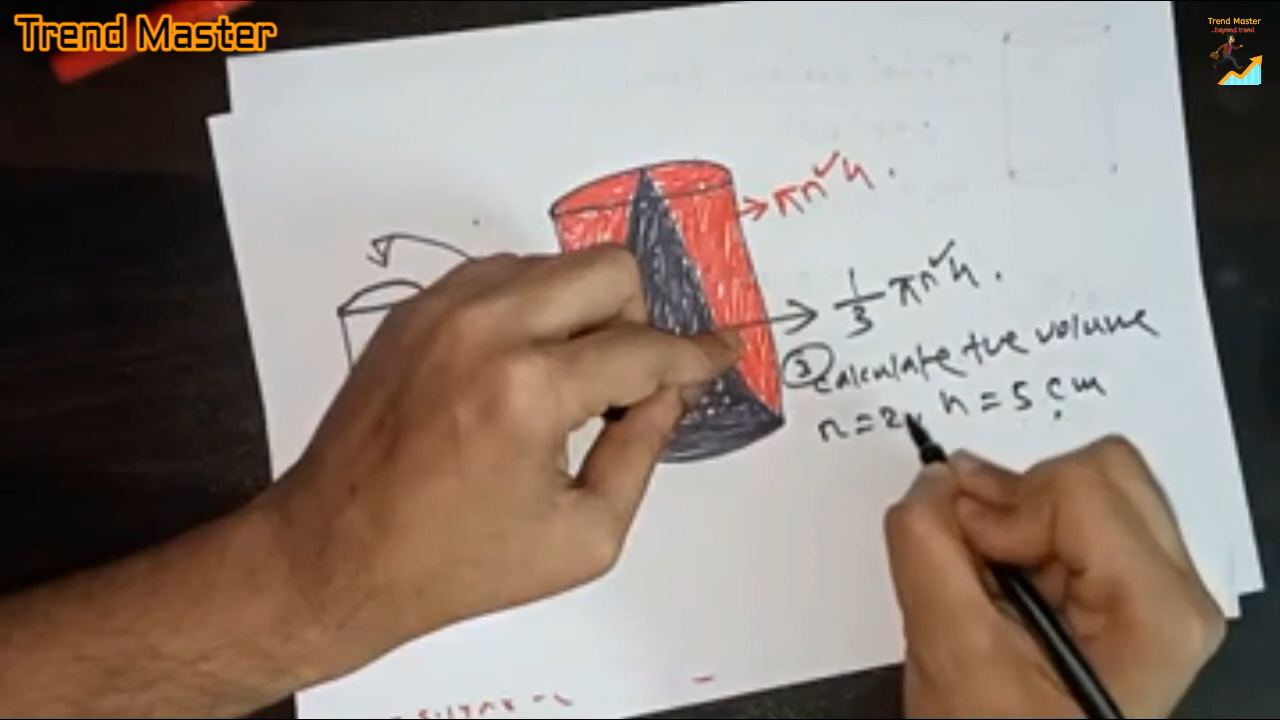 Trend Master
Trend Master
...beyond trend
→ πr²h.
→ 1/3 πr²h.
③ Calculate the volume
r=2, h=5 cm